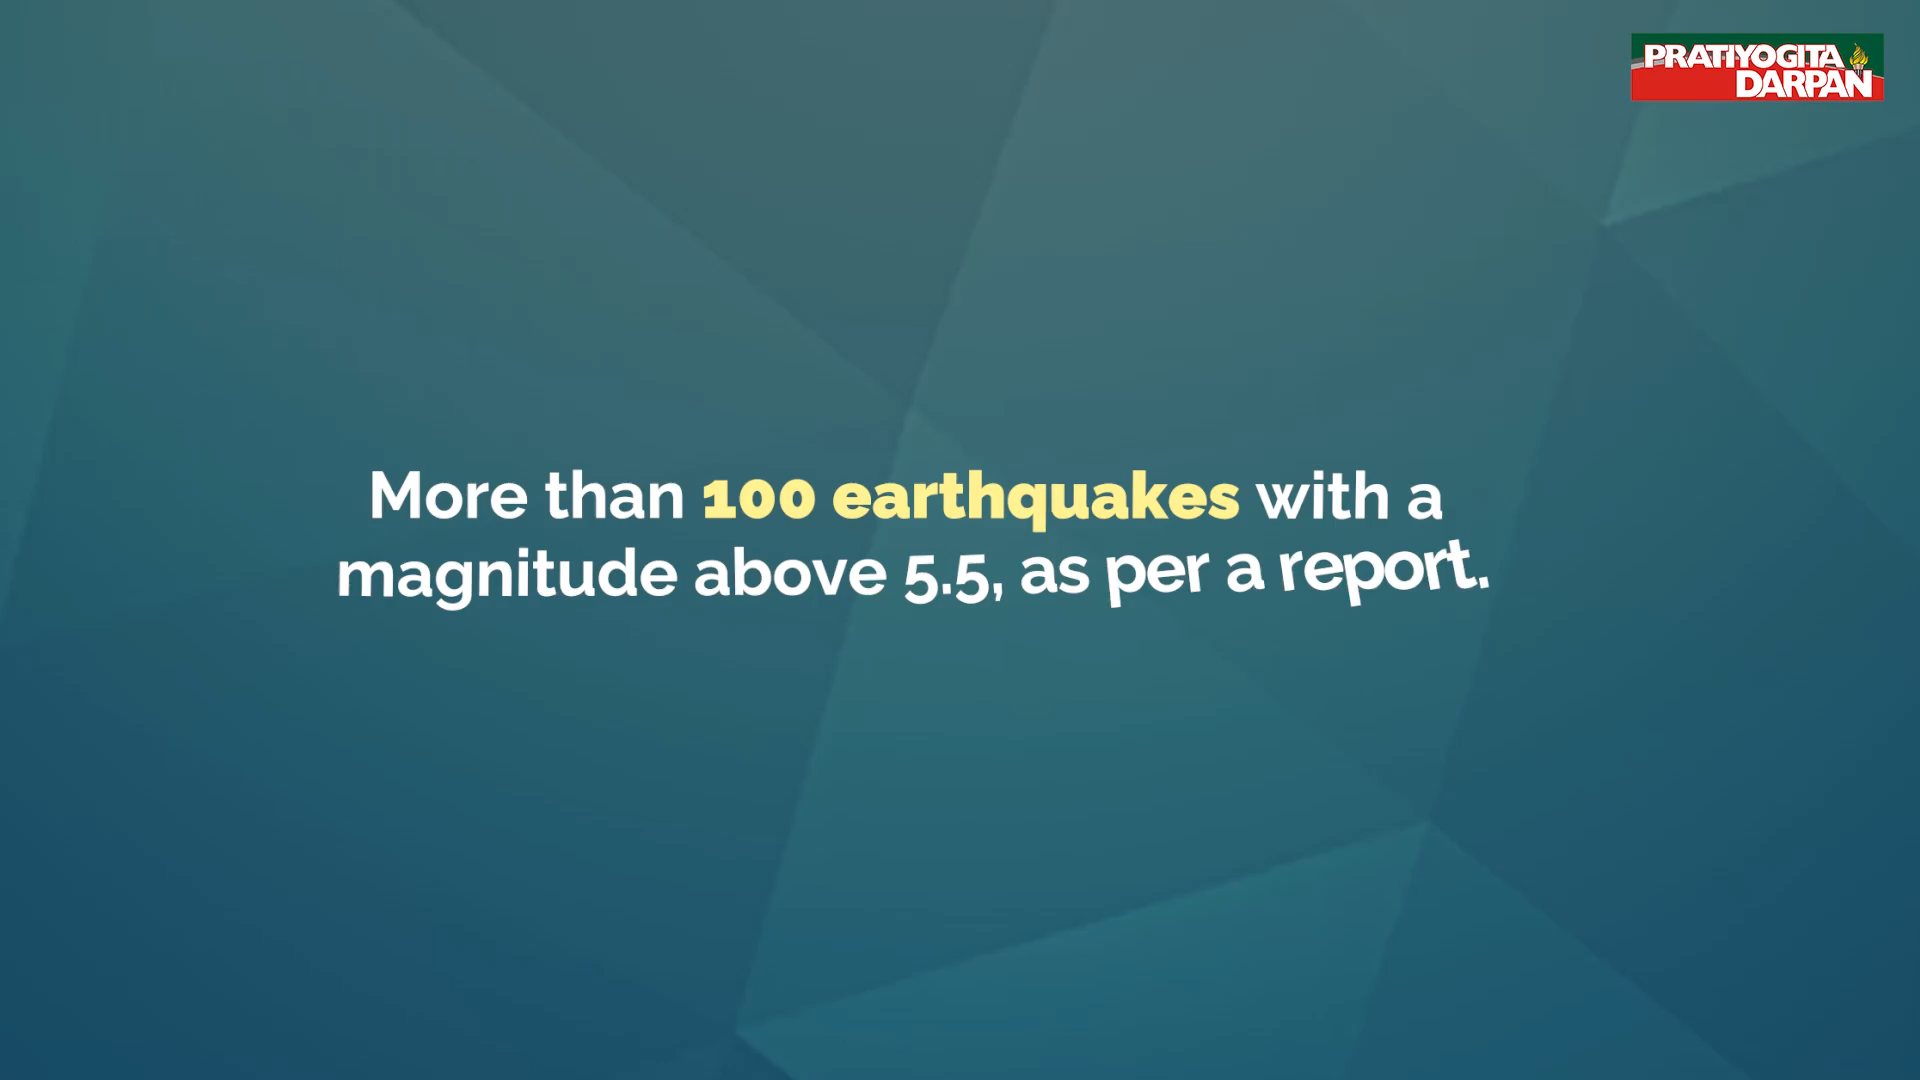 PRATIYOGITA
DARPAN
More than 100 earthquakes with a
magnitude above 5.5, as per a report.